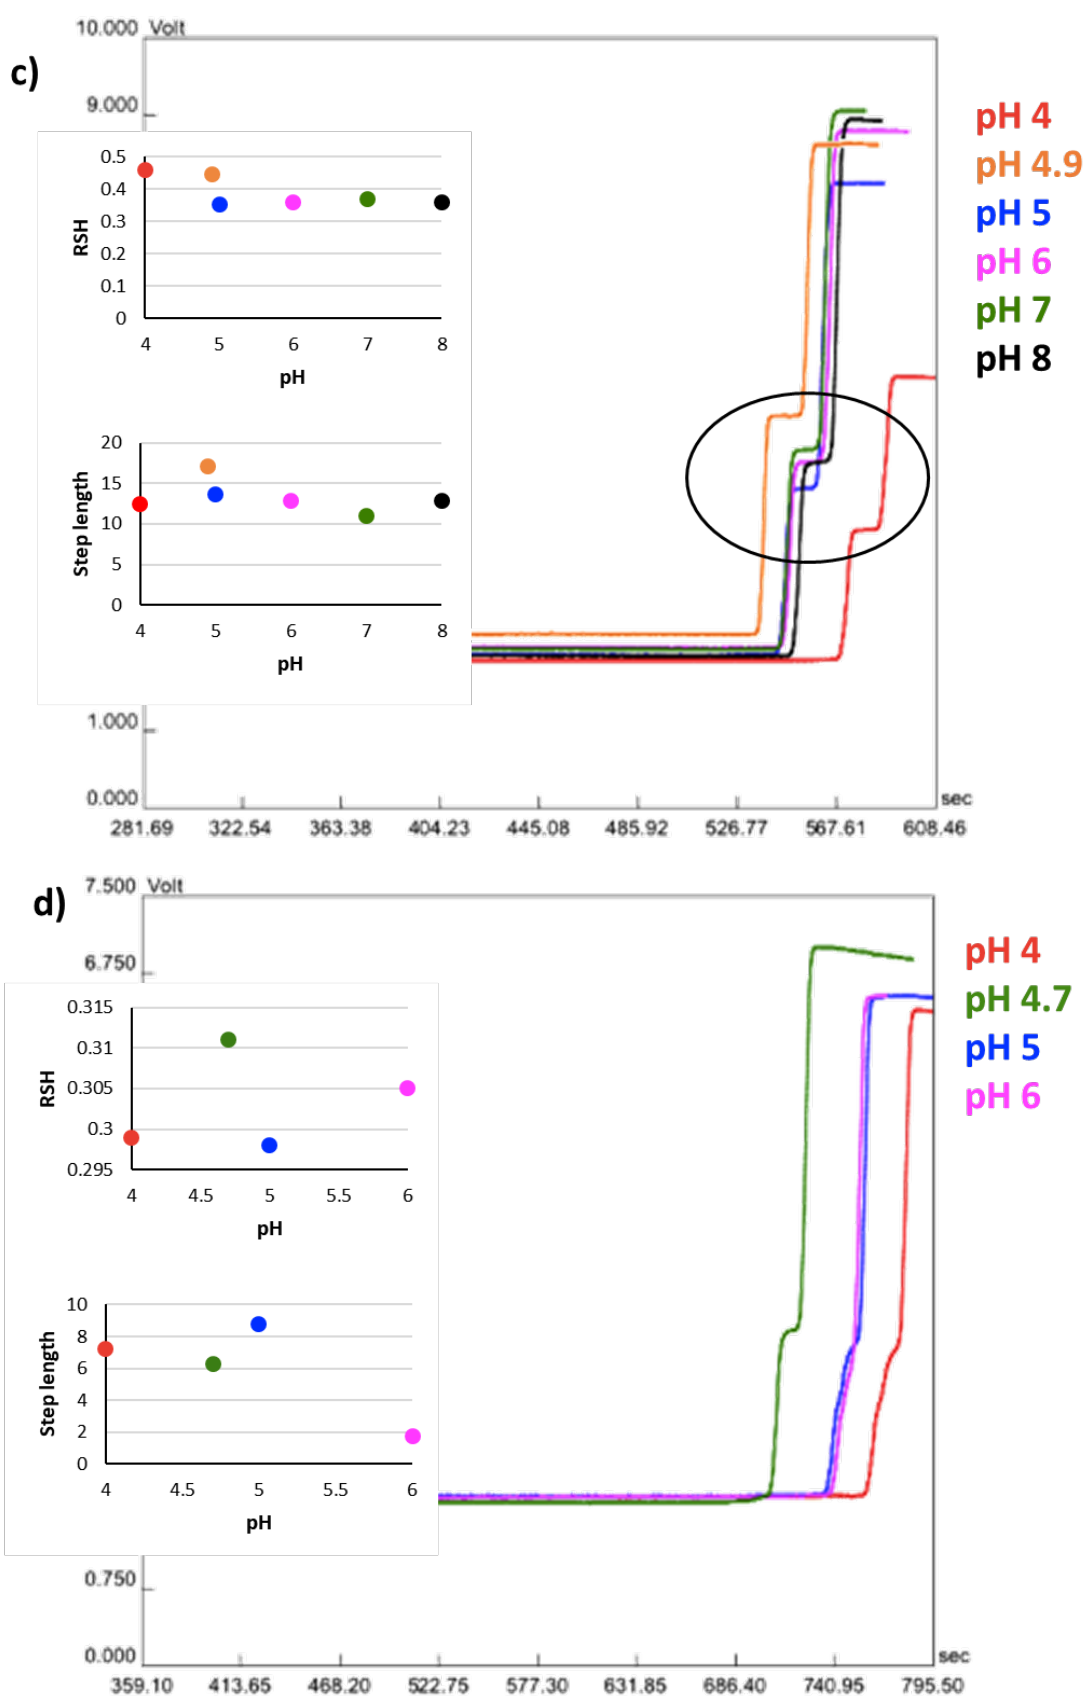 10.000 Volt
c)
9.000
pH 4
pH 4.9
pH 5
pH 6
pH 7
pH 8
0.5
0.4
0.3
0.2
0.1
0
RSH
4 5 6 7 8
pH
20
15
10
5
0
Step length
4 5 6 7 8
pH
1.000
0.000
sec
281.69 322.54 363.38 404.23 445.08 485.92 526.77 567.61 608.46
7.500 Volt
d)
6.750
pH 4
pH 4.7
pH 5
pH 6
0.315
0.31
0.305
0.3
0.295
RSH
4 4.5 5 5.5 6
pH
10
8
6
4
2
0
Step length
4 4.5 5 5.5 6
pH
0.750
0.000
sec
359.10 413.65 468.20 522.75 577.30 631.85 686.40 740.95 795.50